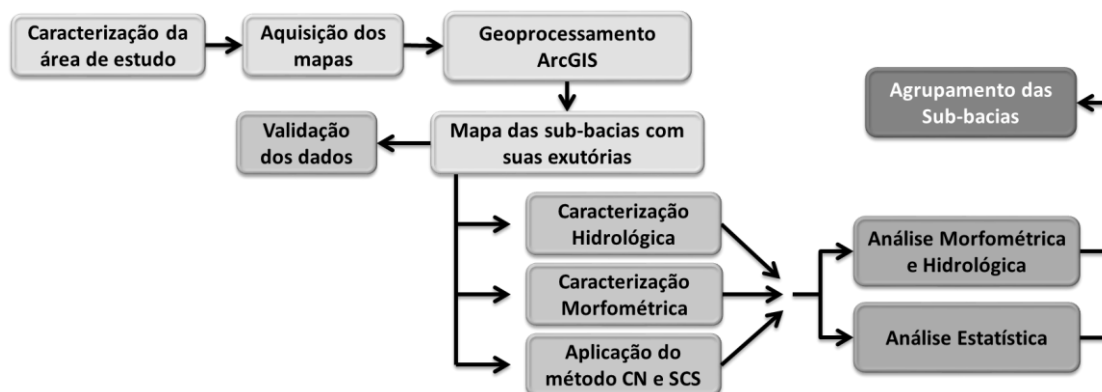 Caracterização da
área de estudo
Aquisição dos
mapas
Geoprocessamento
ArcGIS
Agrupamento das
Sub-bacias
Validação
dos dados
Mapa das sub-bacias com
suas exutórias
Caracterização
Hidrológica
Caracterização
Morfométrica
Aplicação do
método CN e SCS
Análise Morfométrica
e Hidrológica
Análise Estatística